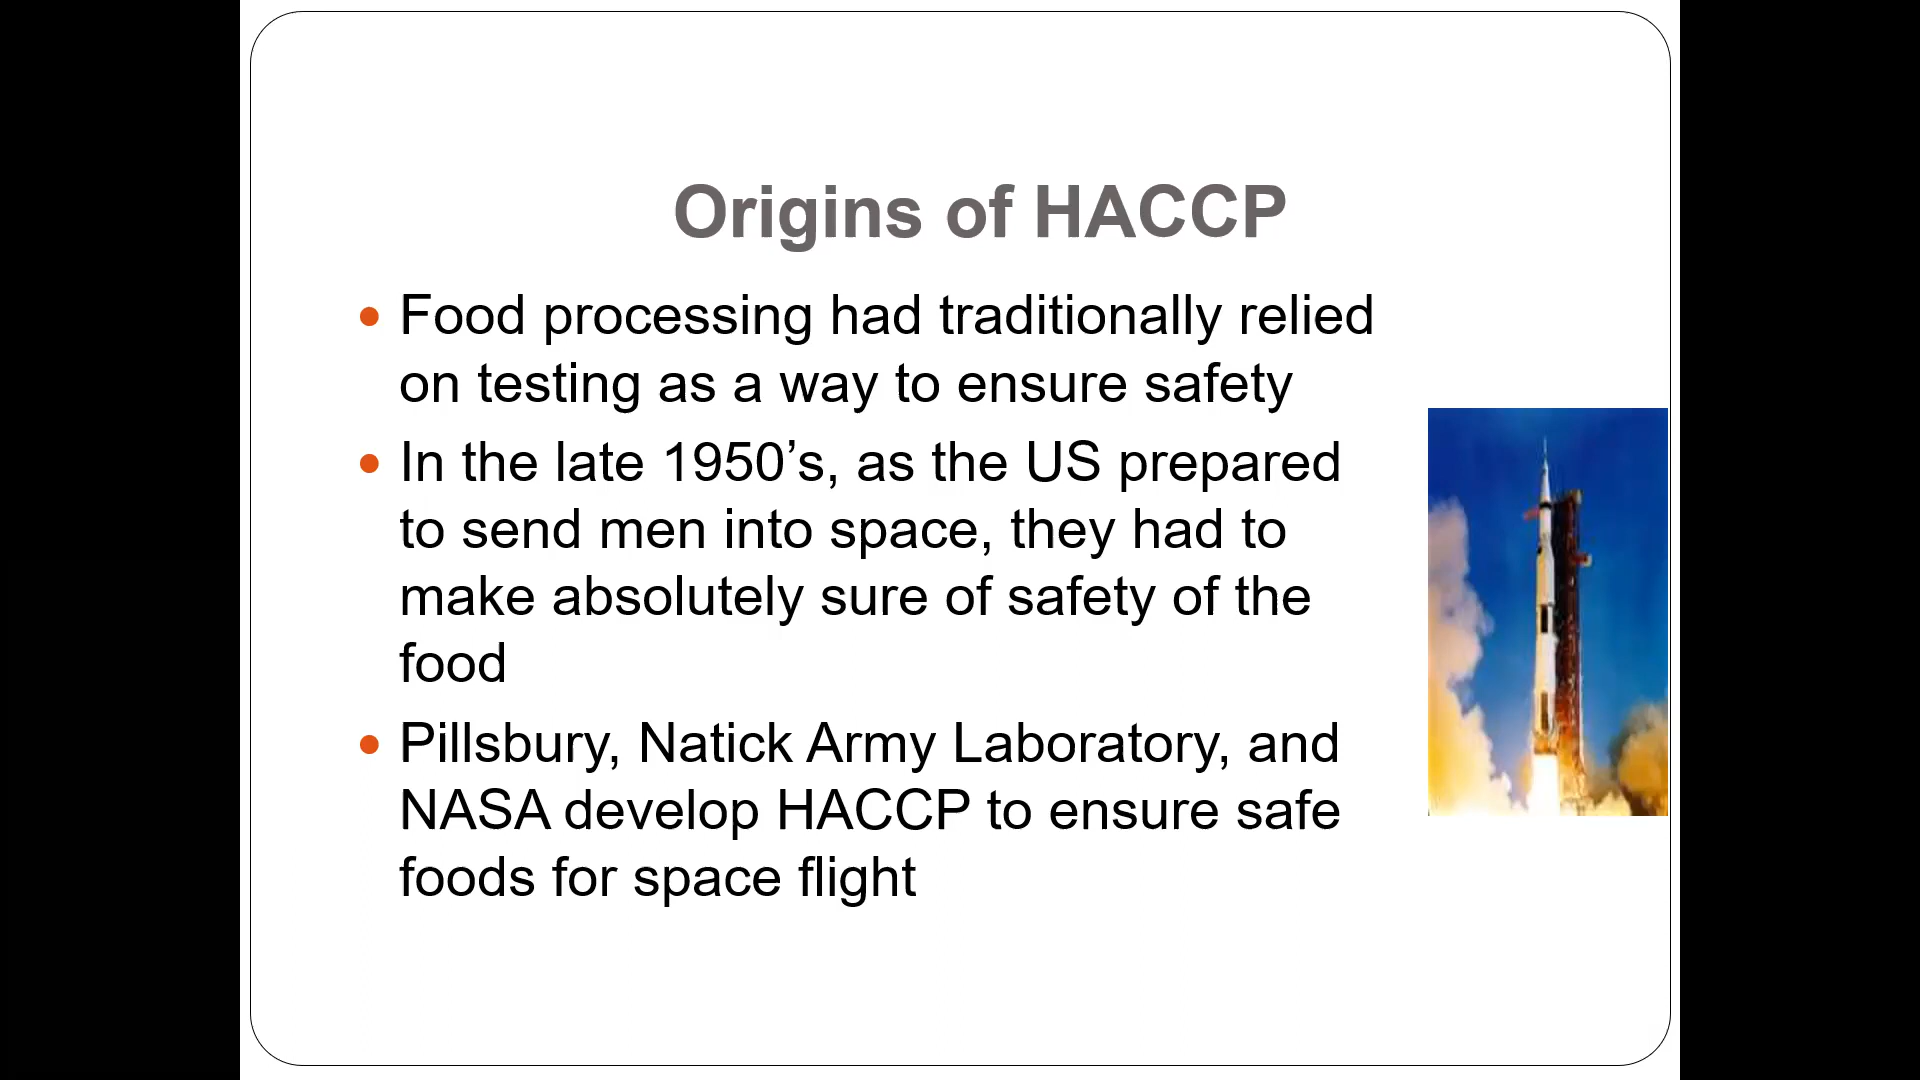 Origins of HACCP
• Food processing had traditionally relied
on testing as a way to ensure safety
• In the late 1950’s, as the US prepared
to send men into space, they had to
make absolutely sure of safety of the
food
• Pillsbury, Natick Army Laboratory, and
NASA develop HACCP to ensure safe
foods for space flight